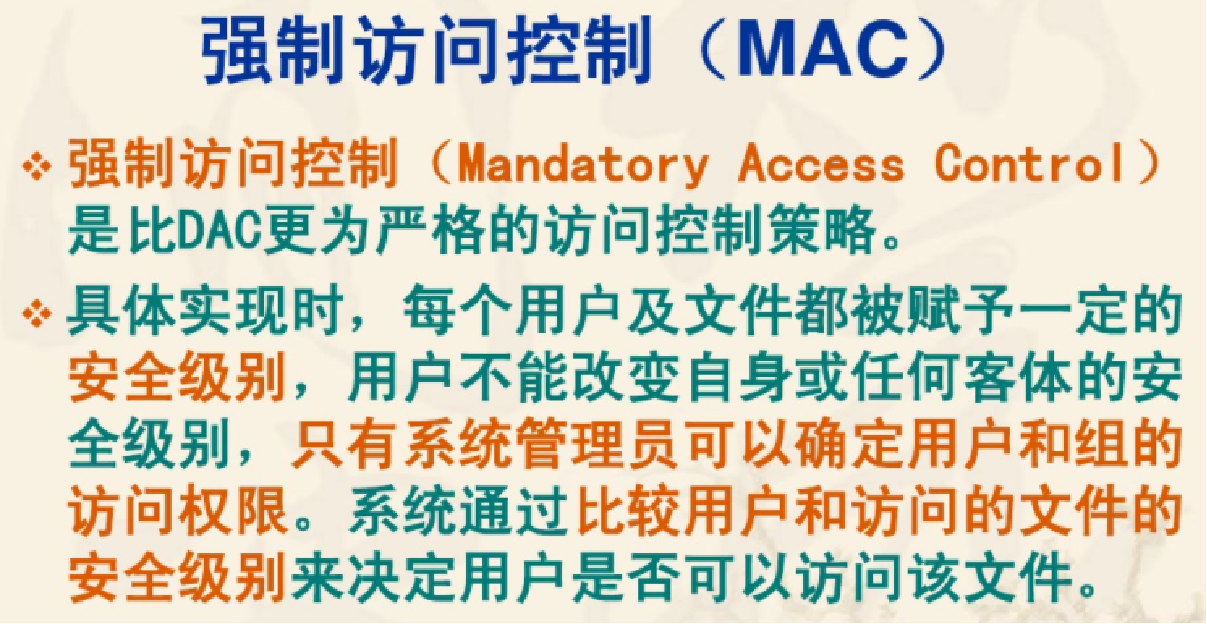 强制访问控制（MAC）
❖ 强制访问控制（Mandatory Access Control）
是比DAC更为严格的访问控制策略。
❖ 具体实现时，每个用户及文件都被赋予一定的
安全级别，用户不能改变自身或任何客体的安
全级别，只有系统管理员可以确定用户和组的
访问权限。系统通过比较用户和访问的文件的
安全级别来决定用户是否可以访问该文件。